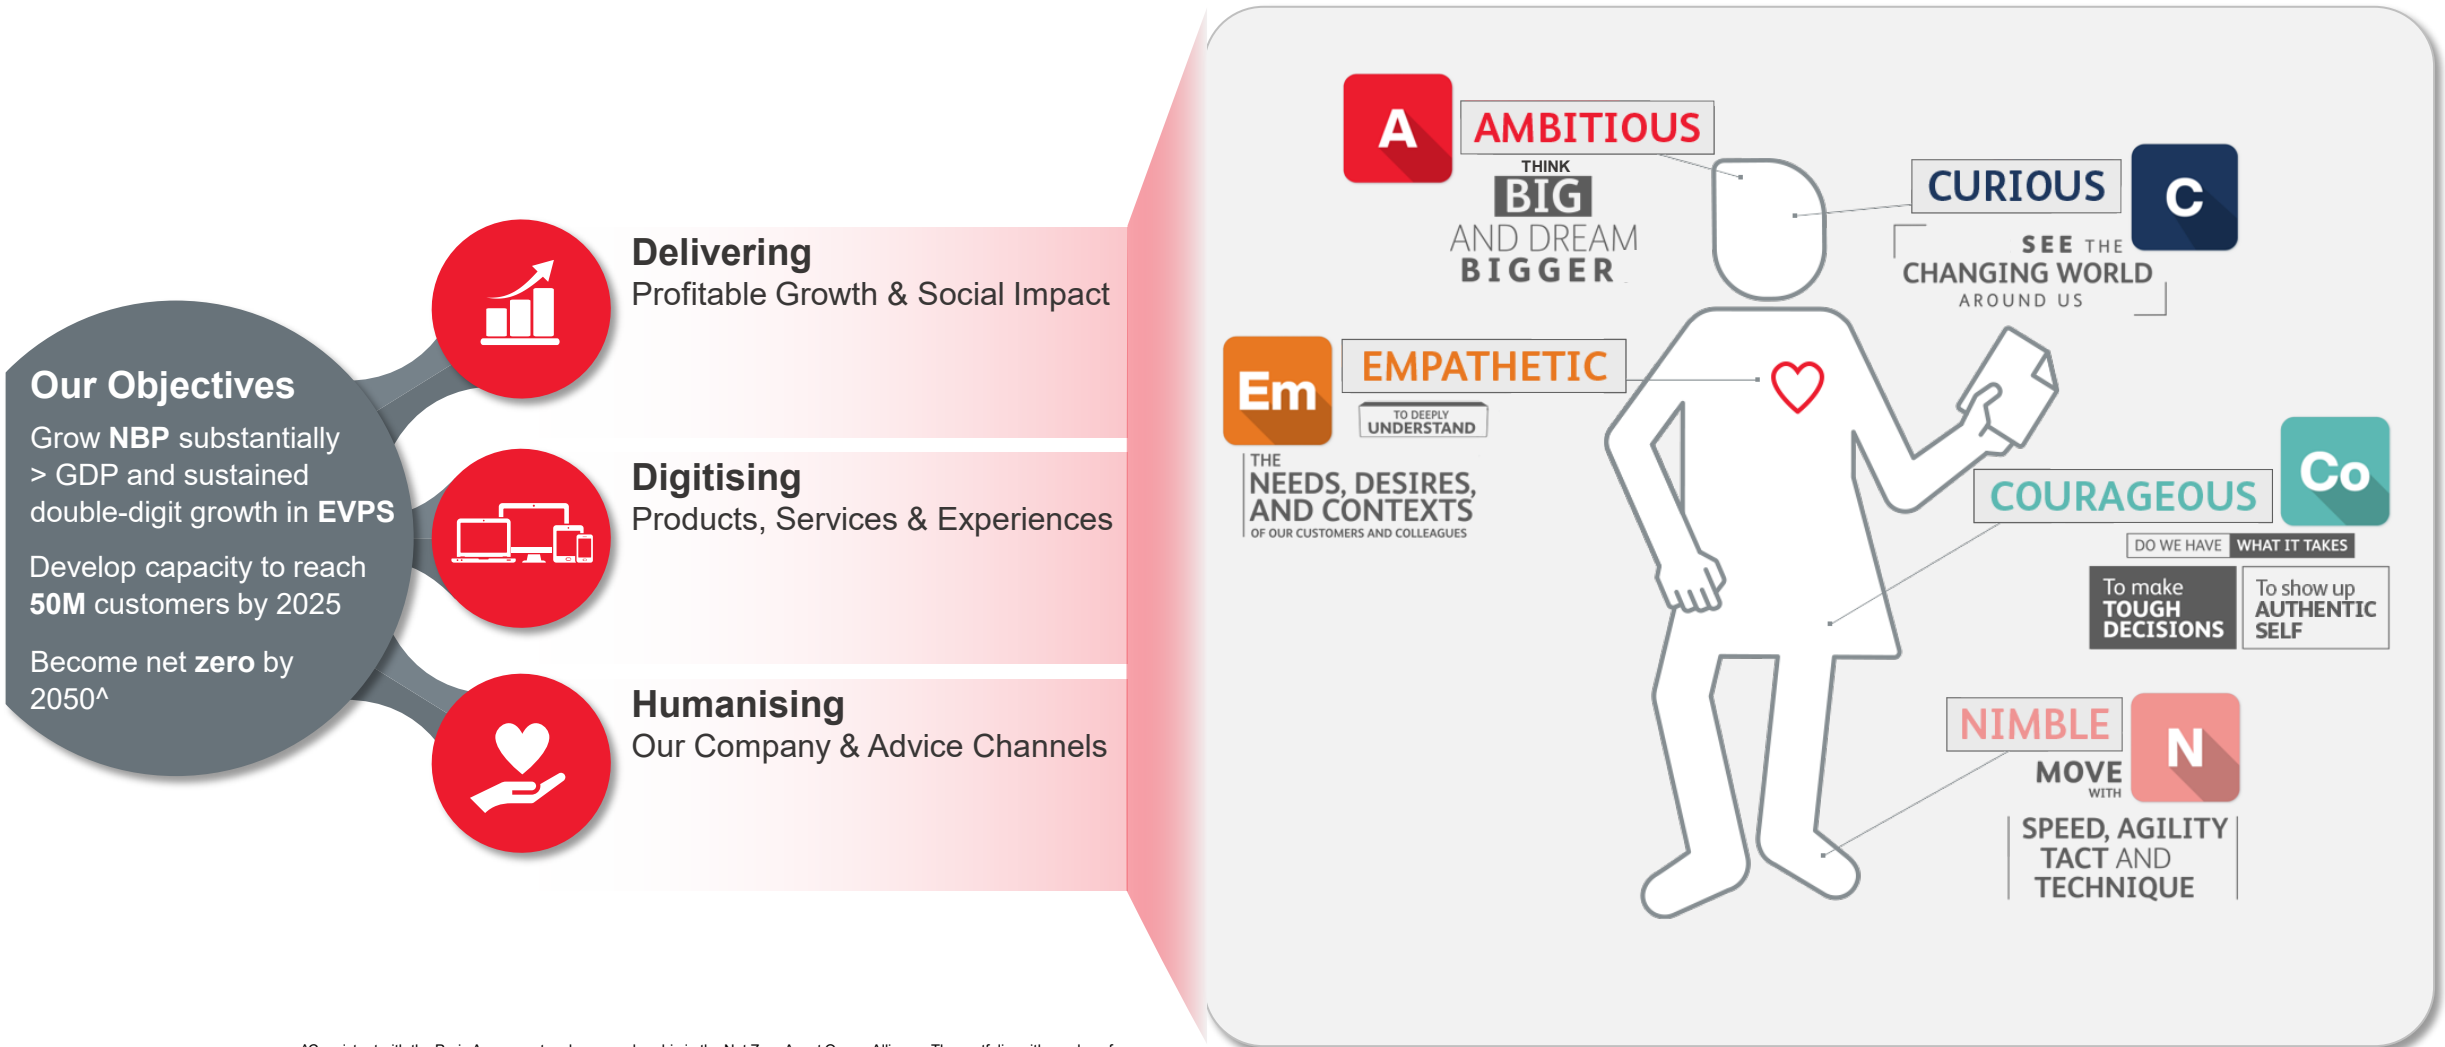 Our Objectives
Grow NBP substantially
> GDP and sustained
double-digit growth in EVPS
Develop capacity to reach
50M customers by 2025
Become net zero by
2050^
Delivering
Profitable Growth & Social Impact
Digitising
Products, Services & Experiences
Humanising
Our Company & Advice Channels
A
AMBITIOUS
THINK
BIG
AND DREAM
BIGGER
CURIOUS
C
SEE THE
CHANGING WORLD
AROUND US
Em
EMPATHETIC
TO DEEPLY
UNDERSTAND
THE
NEEDS, DESIRES,
AND CONTEXTS
OF OUR CUSTOMERS AND COLLEAGUES
COURAGEOUS
Co
DO WE HAVE WHAT IT TAKES
To make
TOUGH
DECISIONS
To show up
AUTHENTIC
SELF
NIMBLE
N
MOVE
WITH
SPEED, AGILITY
TACT AND
TECHNIQUE